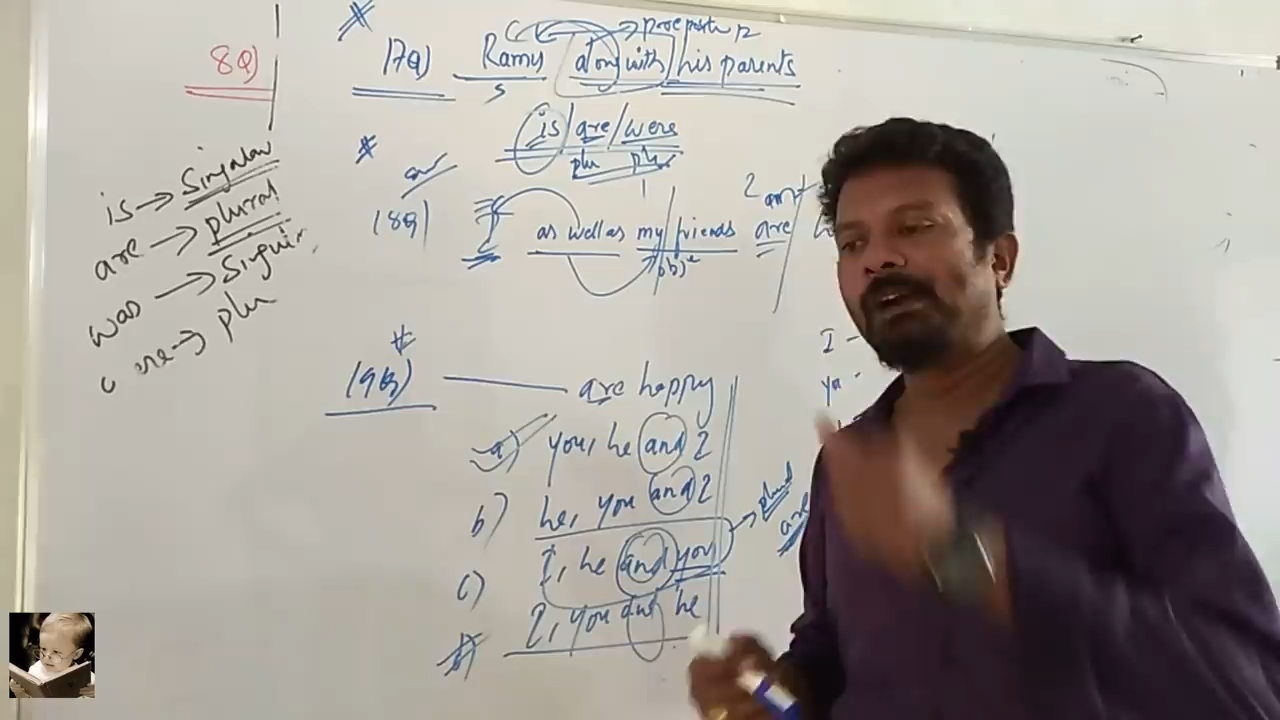 8Q)
is → Singular
are → plural
was → Singular
were → plu
preposition
17Q) Ramu along with / his parents
S
is / are / were
plu plu
18Q) I as well as my / friends are /
obj
19Q) ______ are happy
a) you, he and I
b) he, you and I
c) I, he and you
I, you and he
plural
are
I -